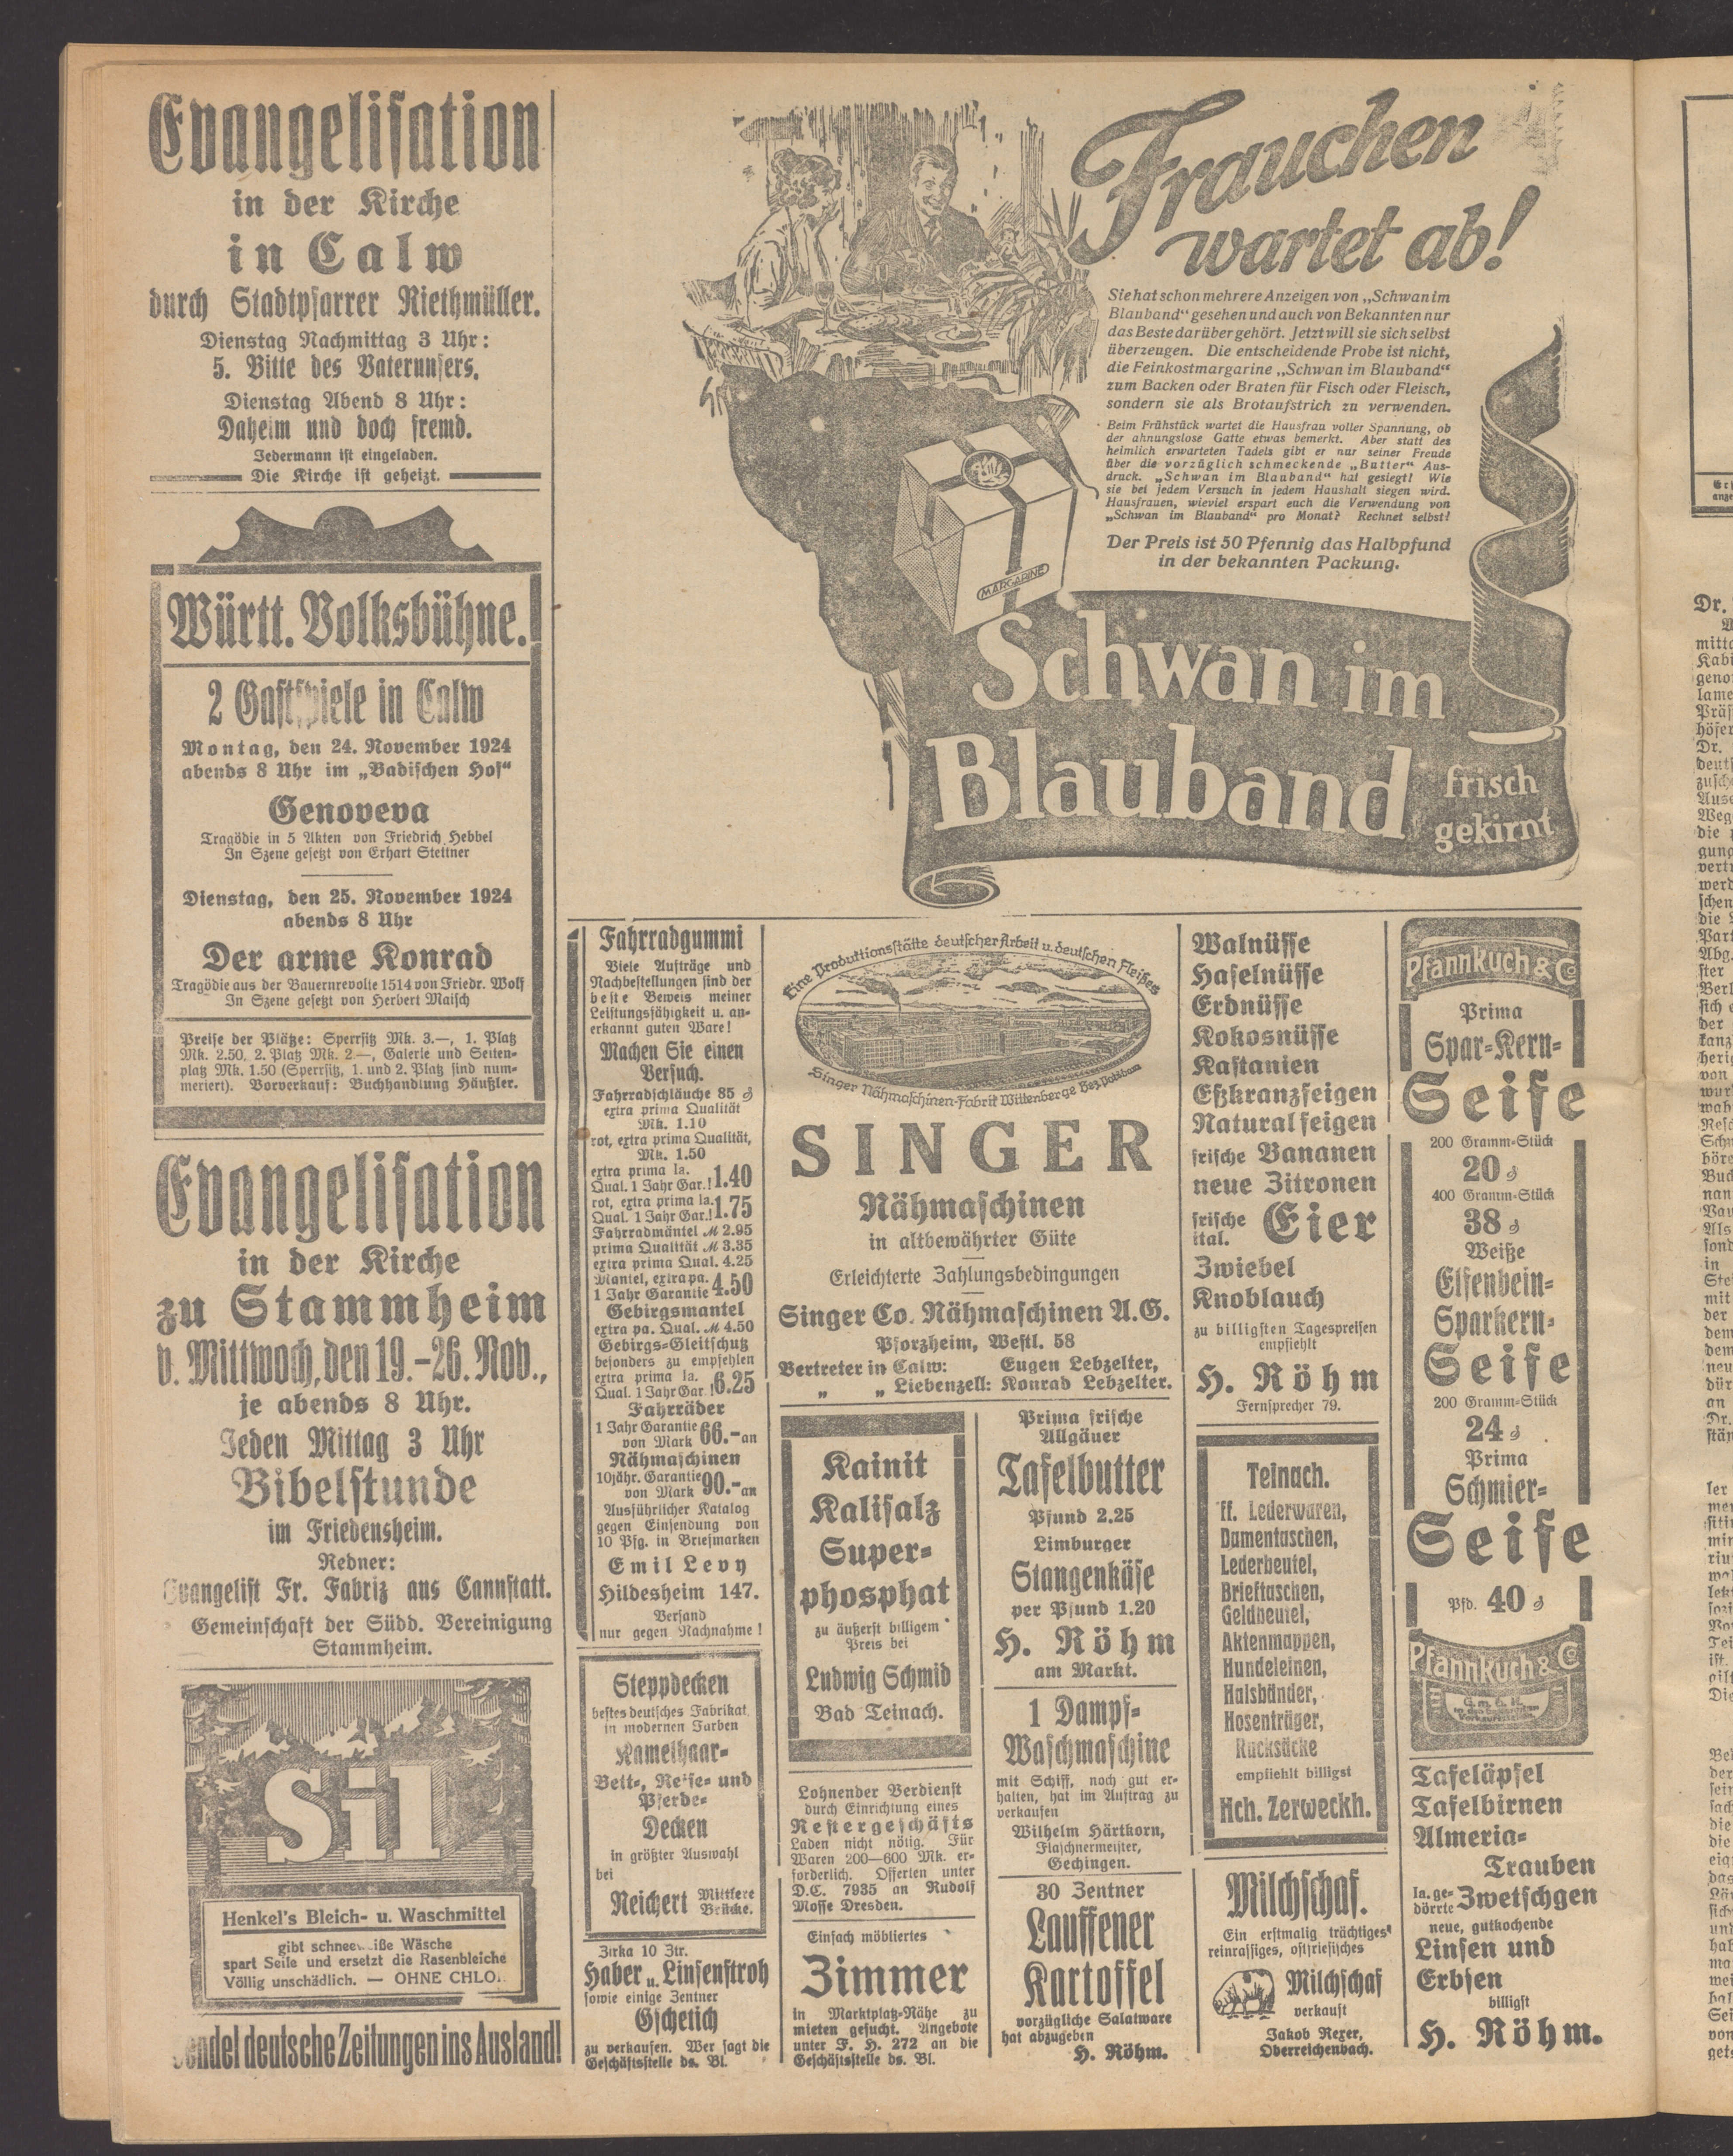 Evangelisation
in der Kirche
in Calw
durch Stadtpfarrer Riethmüller.
Dienstag Nachmittag 3 Uhr:
5. Bitte des Vaterunsers.
Dienstag Abend 8 Uhr:
Daheim und doch fremd.
Jedermann ist eingeladen.
Die Kirche ist geheizt.
Württ. Volksbühne.
2 Gastspiele in Calw
Montag, den 24. November 1924
abends 8 Uhr im „Badischen Hof“
Genoveva
Tragödie in 5 Akten von Friedrich Hebbel
In Szene gesetzt von Erhart Stettner
Dienstag, den 25. November 1924
abends 8 Uhr
Der arme Konrad
Tragödie aus der Bauernrevolte 1514 von Friedr. Wolf
In Szene gesetzt von Herbert Maisch
Preise der Plätze: Sperrsitz Mk. 3.—, 1. Platz
Mk. 2.50, 2. Platz Mk. 2.—, Galerie und Seiten-
platz Mk. 1.50 (Sperrsitz, 1. und 2. Platz sind num-
meriert). Vorverkauf: Buchhandlung Häußler.
Evangelisation
in der Kirche
zu Stammheim
v. Mittwoch, den 19.–26. Nov.,
je abends 8 Uhr.
Jeden Mittag 3 Uhr
Bibelstunde
im Friedensheim.
Redner:
Evangelist Fr. Fabriz aus Cannstatt.
Gemeinschaft der Südd. Vereinigung
Stammheim.
Sil
Henkel's Bleich- u. Waschmittel
gibt schneeweiße Wäsche
spart Seife und ersetzt die Rasenbleiche
Völlig unschädlich. — OHNE CHLOR
Sendel deutsche Zeitungen ins Ausland!
Frauchen
wartet ab!
Sie hat schon mehrere Anzeigen von „Schwan im
Blauband“ gesehen und auch von Bekannten nur
das Beste darüber gehört. Jetzt will sie sich selbst
überzeugen. Die entscheidende Probe ist nicht,
die Feinkostmargarine „Schwan im Blauband“
zum Backen oder Braten für Fisch oder Fleisch,
sondern sie als Brotaufstrich zu verwenden.
Beim Frühstück wartet die Hausfrau voller Spannung, ob
der ahnungslose Gatte etwas bemerkt. Aber statt des
heimlich erwarteten Tadels gibt er nur seiner Freude
über die vorzüglich schmeckende „Butter“ Aus-
druck. „Schwan im Blauband“ hat gesiegt! Wie
sie bei jedem Versuch in jedem Haushalt siegen wird.
Hausfrauen, wieviel erspart euch die Verwendung von
„Schwan im Blauband“ pro Monat? Rechnet selbst!
Der Preis ist 50 Pfennig das Halbpfund
in der bekannten Packung.
MARGARINE
Schwan im
Blauband frisch
gekirnt
Fahrradgummi
Viele Aufträge und
Nachbestellungen sind der
beste Beweis meiner
Leistungsfähigkeit u. an-
erkannt guten Ware!
Machen Sie einen
Versuch.
Fahrradschläuche 85 ₰
extra prima Qualität
Mk. 1.10
rot, extra prima Qualität,
Mk. 1.50
extra prima la.
Qual. 1 Jahr Gar.! 1.40
rot, extra prima la.
Qual. 1 Jahr Gar.! 1.75
Fahrradmäntel M 2.95
prima Qualität M 3.35
extra prima Qual. 4.25
Mantel, extra pa.
1 Jahr Garantie 4.50
Gebirgsmantel
extra pa. Qual. M 4.50
Gebirgs-Gleitschutz
besonders zu empfehlen
extra prima la.
Qual. 1 Jahr Gar.! 6.25
Fahrräder
1 Jahr Garantie
von Mark 66.- an
Nähmaschinen
10jähr. Garantie
von Mark 90.- an
Ausführlicher Katalog
gegen Einsendung von
10 Pfg. in Briefmarken
Emil Levy
Hildesheim 147.
Versand
nur gegen Nachnahme!
Steppdecken
bestes deutsches Fabrikat
in modernen Farben
Kamelhaar-
Bett-, Reise- und
Pferde-
Decken
in größter Auswahl
bei
Reichert Mittlere
Brücke.
Zirka 10 Ztr.
Haber u. Linsenstroh
sowie einige Zentner
Gschetich
zu verkaufen. Wer sagt die
Geschäftsstelle ds. Bl.
Eine Produktionsstätte deutscher Arbeit u. deutschen Fleißes
Singer Nähmaschinen-Fabrik Wittenberge Bez. Potsdam
SINGER
Nähmaschinen
in altbewährter Güte
Erleichterte Zahlungsbedingungen
Singer Co. Nähmaschinen A.G.
Pforzheim, Westl. 58
Vertreter in Calw: Eugen Lebzelter,
„ „ Liebenzell: Konrad Lebzelter.
Kainit
Kalisalz
Super-
phosphat
zu äußerst billigem
Preis bei
Ludwig Schmid
Bad Teinach.
Lohnender Verdienst
durch Einrichtung eines
Restergeschäfts
Laden nicht nötig. Für
Waren 200—600 Mk. er-
forderlich. Offerten unter
D.C. 7935 an Rudolf
Mosse Dresden.
Einfach möbliertes
Zimmer
in Marktplatz-Nähe zu
mieten gesucht. Angebote
unter F. H. 272 an die
Geschäftsstelle ds. Bl.
Prima frische
Allgäuer
Tafelbutter
Pfund 2.25
Limburger
Stangenkäse
per Pfund 1.20
H. Röhm
am Markt.
1 Dampf-
Waschmaschine
mit Schiff, noch gut er-
halten, hat im Auftrag zu
verkaufen
Wilhelm Härtkorn,
Flaschnermeister,
Gechingen.
30 Zentner
Lauffener
Kartoffel
vorzügliche Salatware
hat abzugeben
H. Röhm.
Walnüsse
Haselnüsse
Erdnüsse
Kokosnüsse
Kastanien
Eßkranzfeigen
Naturalfeigen
frische Bananen
neue Zitronen
frische
ital. Eier
Zwiebel
Knoblauch
zu billigsten Tagespreisen
empfiehlt
H. Röhm
Fernsprecher 79.
Teinach.
ff. Lederwaren,
Damentaschen,
Lederbeutel,
Brieftaschen,
Geldbeutel,
Aktenmappen,
Hundeleinen,
Halsbänder,
Hosenträger,
Rucksäcke
empfiehlt billigst
Hch. Zerweckh.
Milchschaf.
Ein erstmalig trächtiges
reinrassiges, ostfriesisches
Milchschaf
verkauft
Jakob Rexer,
Oberreichenbach.
Pfannkuch & Co
Prima
Spar-Kern-
Seife
200 Gramm-Stück
20 ₰
400 Gramm-Stück
38 ₰
Weiße
Elfenbein-
Sparkern-
Seife
200 Gramm-Stück
24 ₰
Prima
Schmier-
Seife
Pfd. 40 ₰
Pfannkuch & Co
G. m. b. H.
In den bekannten
Verkaufsstellen
Tafeläpfel
Tafelbirnen
Almeria-
Trauben
Ia. ge-
dörrte Zwetschgen
neue, gutkochende
Linsen und
Erbsen
billigst
H. Röhm.